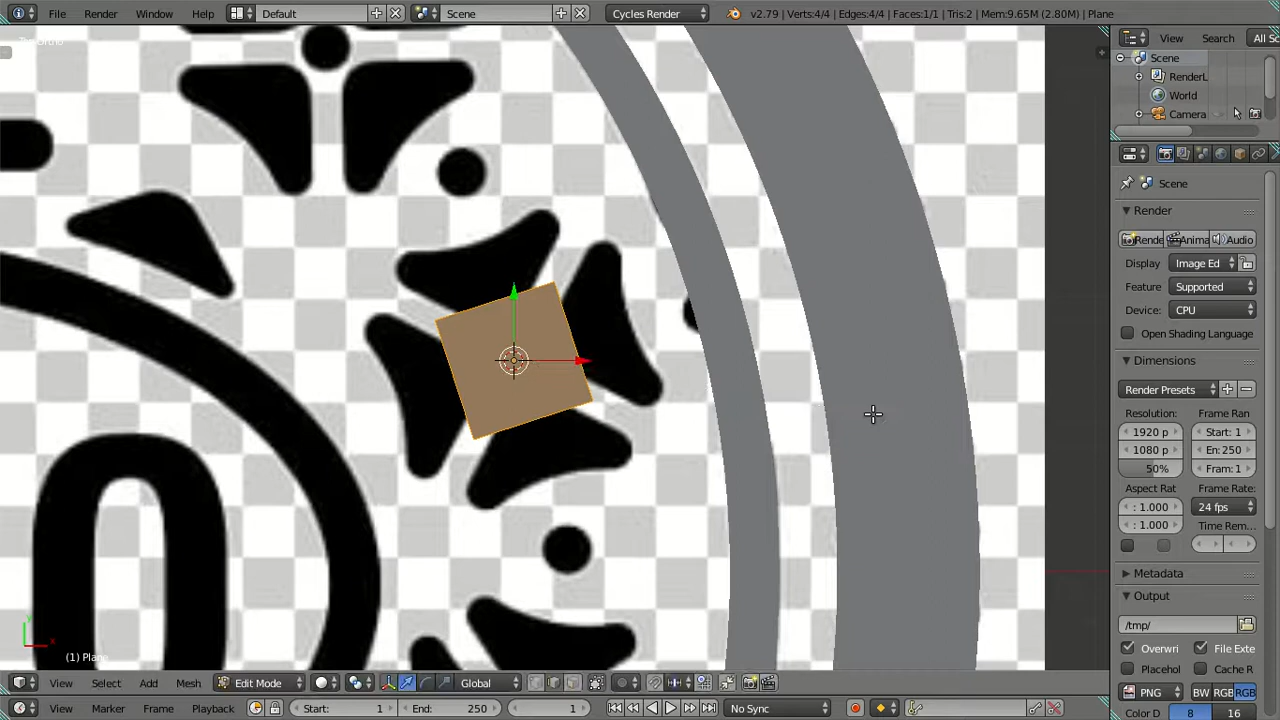 File Render Window Help Default Scene Cycles Render v2.79 | Verts:4/4 | Edges:4/4 | Faces:1/1 | Tris:2 | Mem:9.65M (2.80M) | Plane
View Search All Sc
Scene
RenderL
World
Camera
Scene
Render
Rende Anima Audio
Display Image Ed
Feature Supported
Device: CPU
Open Shading Language
Dimensions
Render Presets
Resolution: Frame Ran
1920 p Start: 1
1080 p En: 250
50% Fram: 1
Aspect Rat Frame Rate:
: 1.000 24 fps
: 1.000 Time Rem...
Metadata
Output
/tmp/
Overwri File Exte
Placehol Cache R
PNG BW RGB RGB
Color D 8 16
0
y
x
(1) Plane
View Select Add Mesh Edit Mode Global
View Marker Frame Playback Start: 1 End: 250 1 No Sync